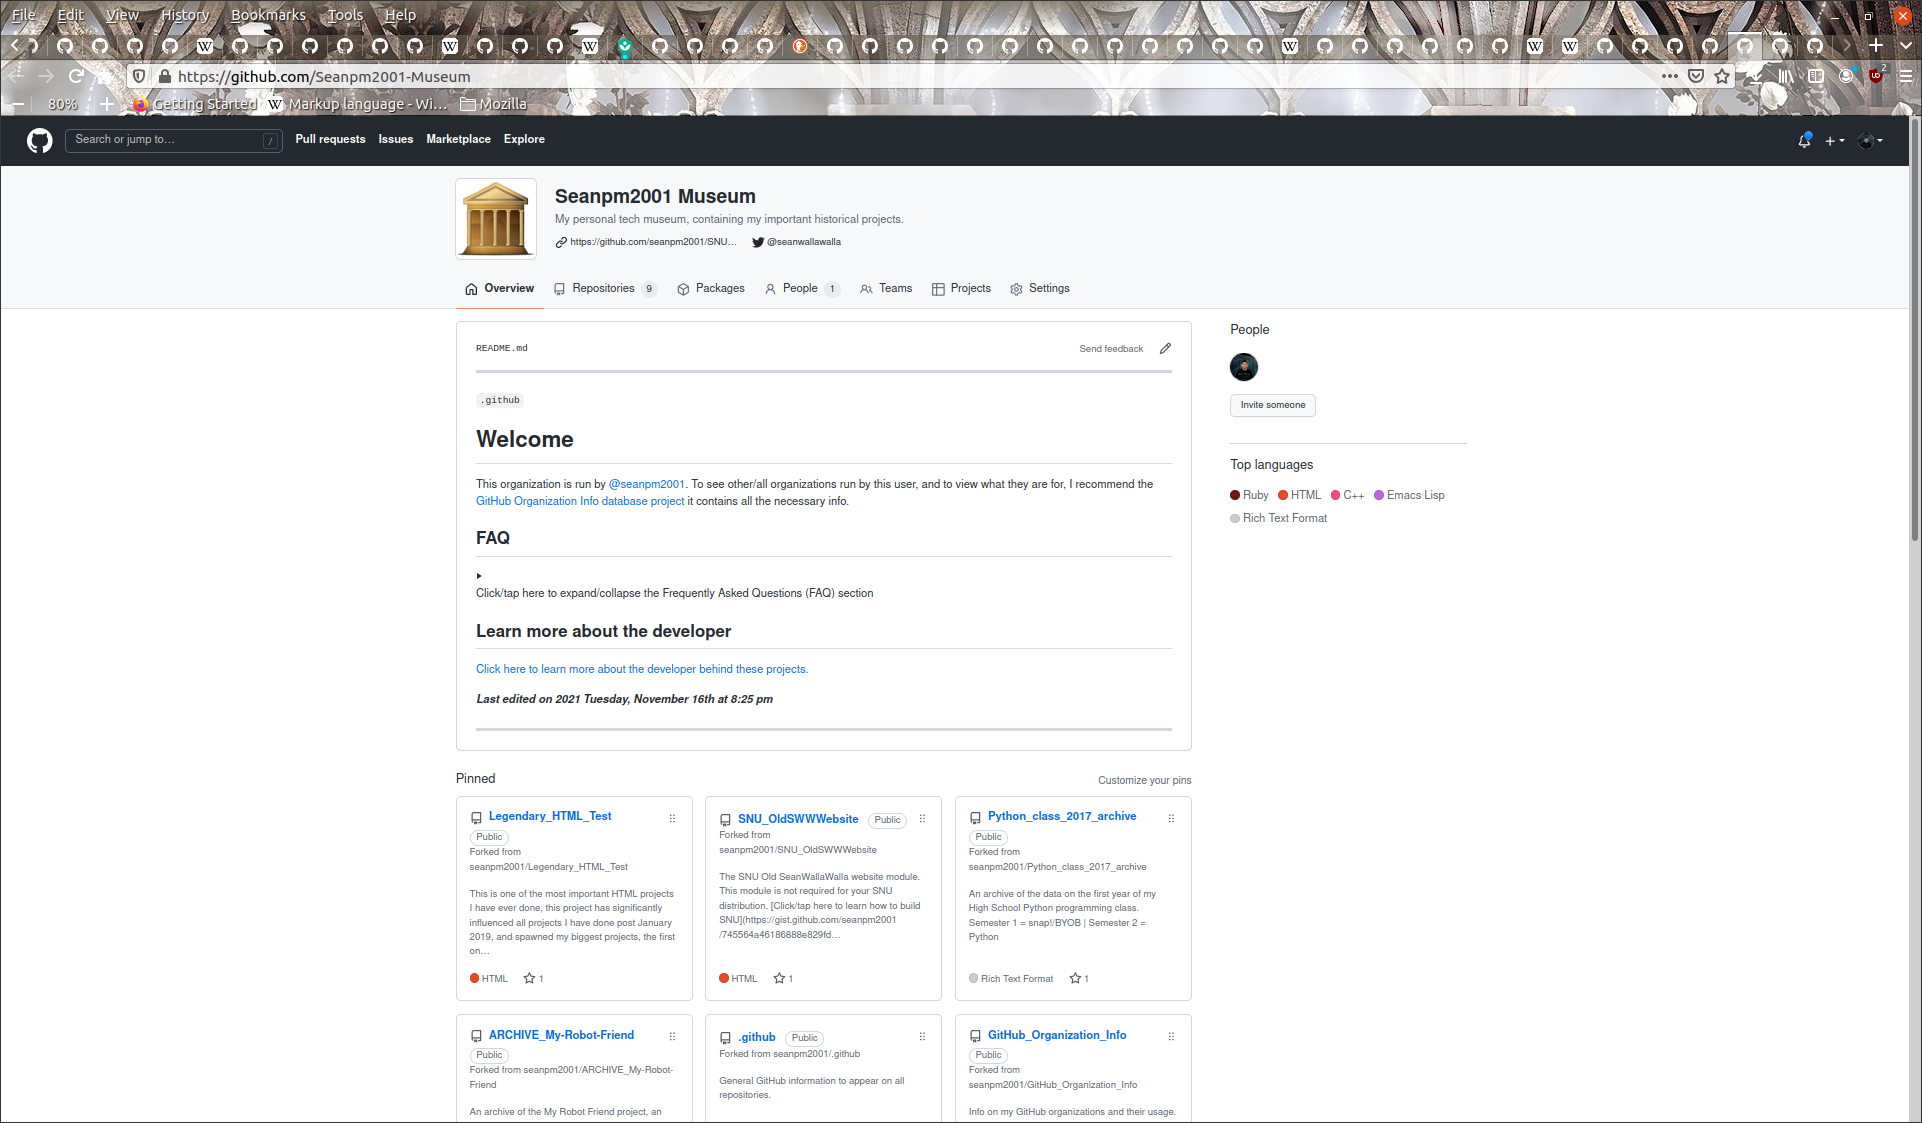 File Edit View History Bookmarks Tools Help
https://github.com/Seanpm2001-Museum
2
80% Getting Started Markup language - Wi… Mozilla
Search or jump to… / Pull requests Issues Marketplace Explore
Seanpm2001 Museum
My personal tech museum, containing my important historical projects.
https://github.com/seanpm2001/SNU… @seanwallawalla
Overview Repositories 9 Packages People 1 Teams Projects Settings
README.md Send feedback
.github
Welcome
This organization is run by @seanpm2001. To see other/all organizations run by this user, and to view what they are for, I recommend the
GitHub Organization Info database project it contains all the necessary info.
FAQ
Click/tap here to expand/collapse the Frequently Asked Questions (FAQ) section
Learn more about the developer
Click here to learn more about the developer behind these projects.
Last edited on 2021 Tuesday, November 16th at 8:25 pm
People
Invite someone
Top languages
Ruby HTML C++ Emacs Lisp
Rich Text Format
Pinned Customize your pins
Legendary_HTML_Test
Public
Forked from
seanpm2001/Legendary_HTML_Test
This is one of the most important HTML projects
I have ever done, this project has significantly
influenced all projects I have done post January
2019, and spawned my biggest projects, the first
on…
HTML 1
SNU_OldSWWWebsite Public
Forked from
seanpm2001/SNU_OldSWWWebsite
The SNU Old SeanWallaWalla website module.
This module is not required for your SNU
distribution. [Click/tap here to learn how to build
SNU](https://gist.github.com/seanpm2001
/745564a46186888e829fd…
HTML 1
Python_class_2017_archive
Public
Forked from
seanpm2001/Python_class_2017_archive
An archive of the data on the first year of my
High School Python programming class.
Semester 1 = snap!/BYOB | Semester 2 =
Python
Rich Text Format 1
ARCHIVE_My-Robot-Friend
Public
Forked from seanpm2001/ARCHIVE_My-Robot-
Friend
An archive of the My Robot Friend project, an
.github Public
Forked from seanpm2001/.github
General GitHub information to appear on all
repositories.
GitHub_Organization_Info
Public
Forked from
seanpm2001/GitHub_Organization_Info
Info on my GitHub organizations and their usage.